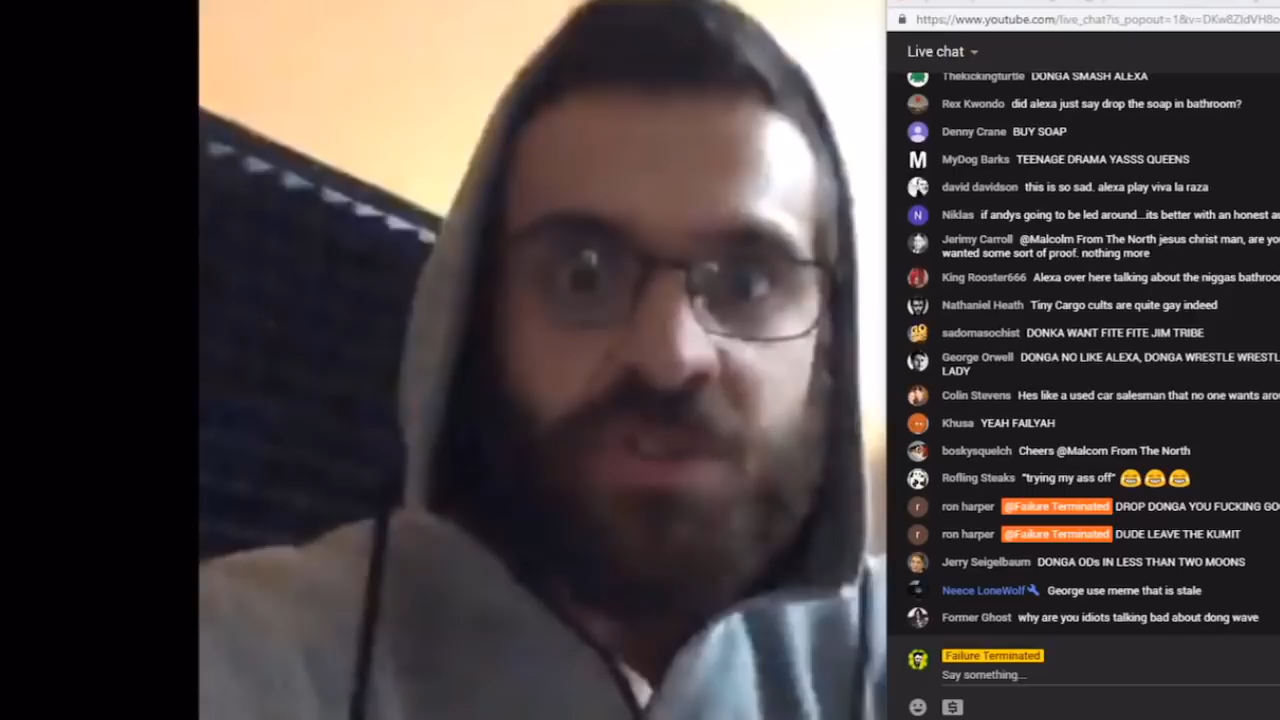 https://www.youtube.com/live_chat?is_popout=1&v=DKw8ZIdVH8o
Live chat
Thekickingturtle DONGA SMASH ALEXA
Rex Kwondo did alexa just say drop the soap in bathroom?
Denny Crane BUY SOAP
M MyDog Barks TEENAGE DRAMA YASSS QUEENS
david davidson this is so sad. alexa play viva la raza
N Niklas if andys going to be led around...its better with an honest a
Jerimy Carroll @Malcolm From The North jesus christ man, are you
wanted some sort of proof. nothing more
King Rooster666 Alexa over here talking about the niggas bathroo
Nathaniel Heath Tiny Cargo cults are quite gay indeed
sadomasochist DONKA WANT FITE FITE JIM TRIBE
George Orwell DONGA NO LIKE ALEXA, DONGA WRESTLE WRESTL
LADY
Colin Stevens Hes like a used car salesman that no one wants aro
Khusa YEAH FAILYAH
boskysquelch Cheers @Malcom From The North
Rofling Steaks "trying my ass off" 😂😂😂
r ron harper @Failure Terminated DROP DONGA YOU FUCKING GO
r ron harper @Failure Terminated DUDE LEAVE THE KUMIT
Jerry Seigelbaum DONGA ODs IN LESS THAN TWO MOONS
Neece LoneWolf George use meme that is stale
Former Ghost why are you idiots talking bad about dong wave
Failure Terminated
Say something...